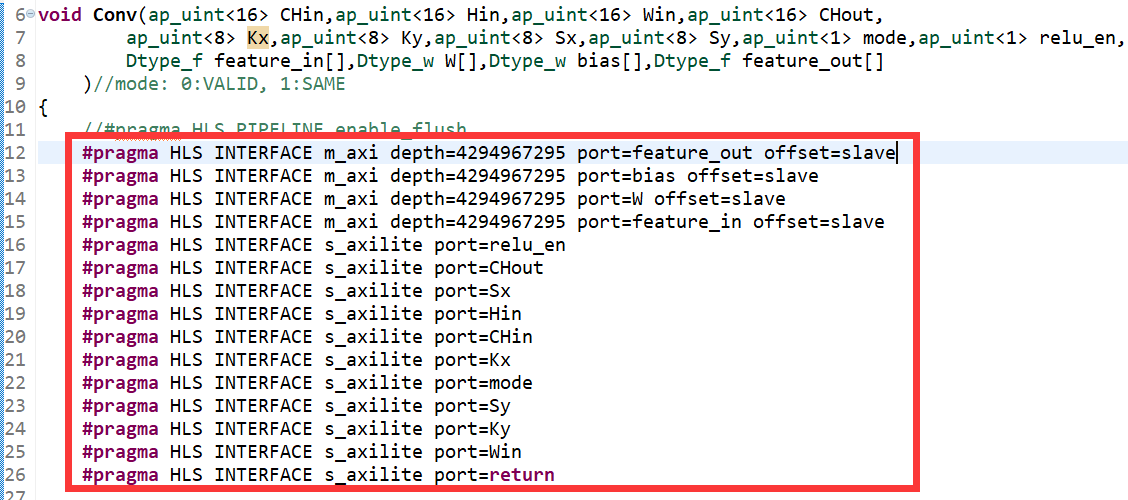 6 void Conv(ap_uint<16> CHin,ap_uint<16> Hin,ap_uint<16> Win,ap_uint<16> CHout,
7 ap_uint<8> Kx,ap_uint<8> Ky,ap_uint<8> Sx,ap_uint<8> Sy,ap_uint<1> mode,ap_uint<1> relu_en,
8 Dtype_f feature_in[],Dtype_w W[],Dtype_w bias[],Dtype_f feature_out[]
9 )//mode: 0:VALID, 1:SAME
10 {
11 //#pragma HLS PIPELINE enable_flush
12 #pragma HLS INTERFACE m_axi depth=4294967295 port=feature_out offset=slave
13 #pragma HLS INTERFACE m_axi depth=4294967295 port=bias offset=slave
14 #pragma HLS INTERFACE m_axi depth=4294967295 port=W offset=slave
15 #pragma HLS INTERFACE m_axi depth=4294967295 port=feature_in offset=slave
16 #pragma HLS INTERFACE s_axilite port=relu_en
17 #pragma HLS INTERFACE s_axilite port=CHout
18 #pragma HLS INTERFACE s_axilite port=Sx
19 #pragma HLS INTERFACE s_axilite port=Hin
20 #pragma HLS INTERFACE s_axilite port=CHin
21 #pragma HLS INTERFACE s_axilite port=Kx
22 #pragma HLS INTERFACE s_axilite port=mode
23 #pragma HLS INTERFACE s_axilite port=Sy
24 #pragma HLS INTERFACE s_axilite port=Ky
25 #pragma HLS INTERFACE s_axilite port=Win
26 #pragma HLS INTERFACE s_axilite port=return
27